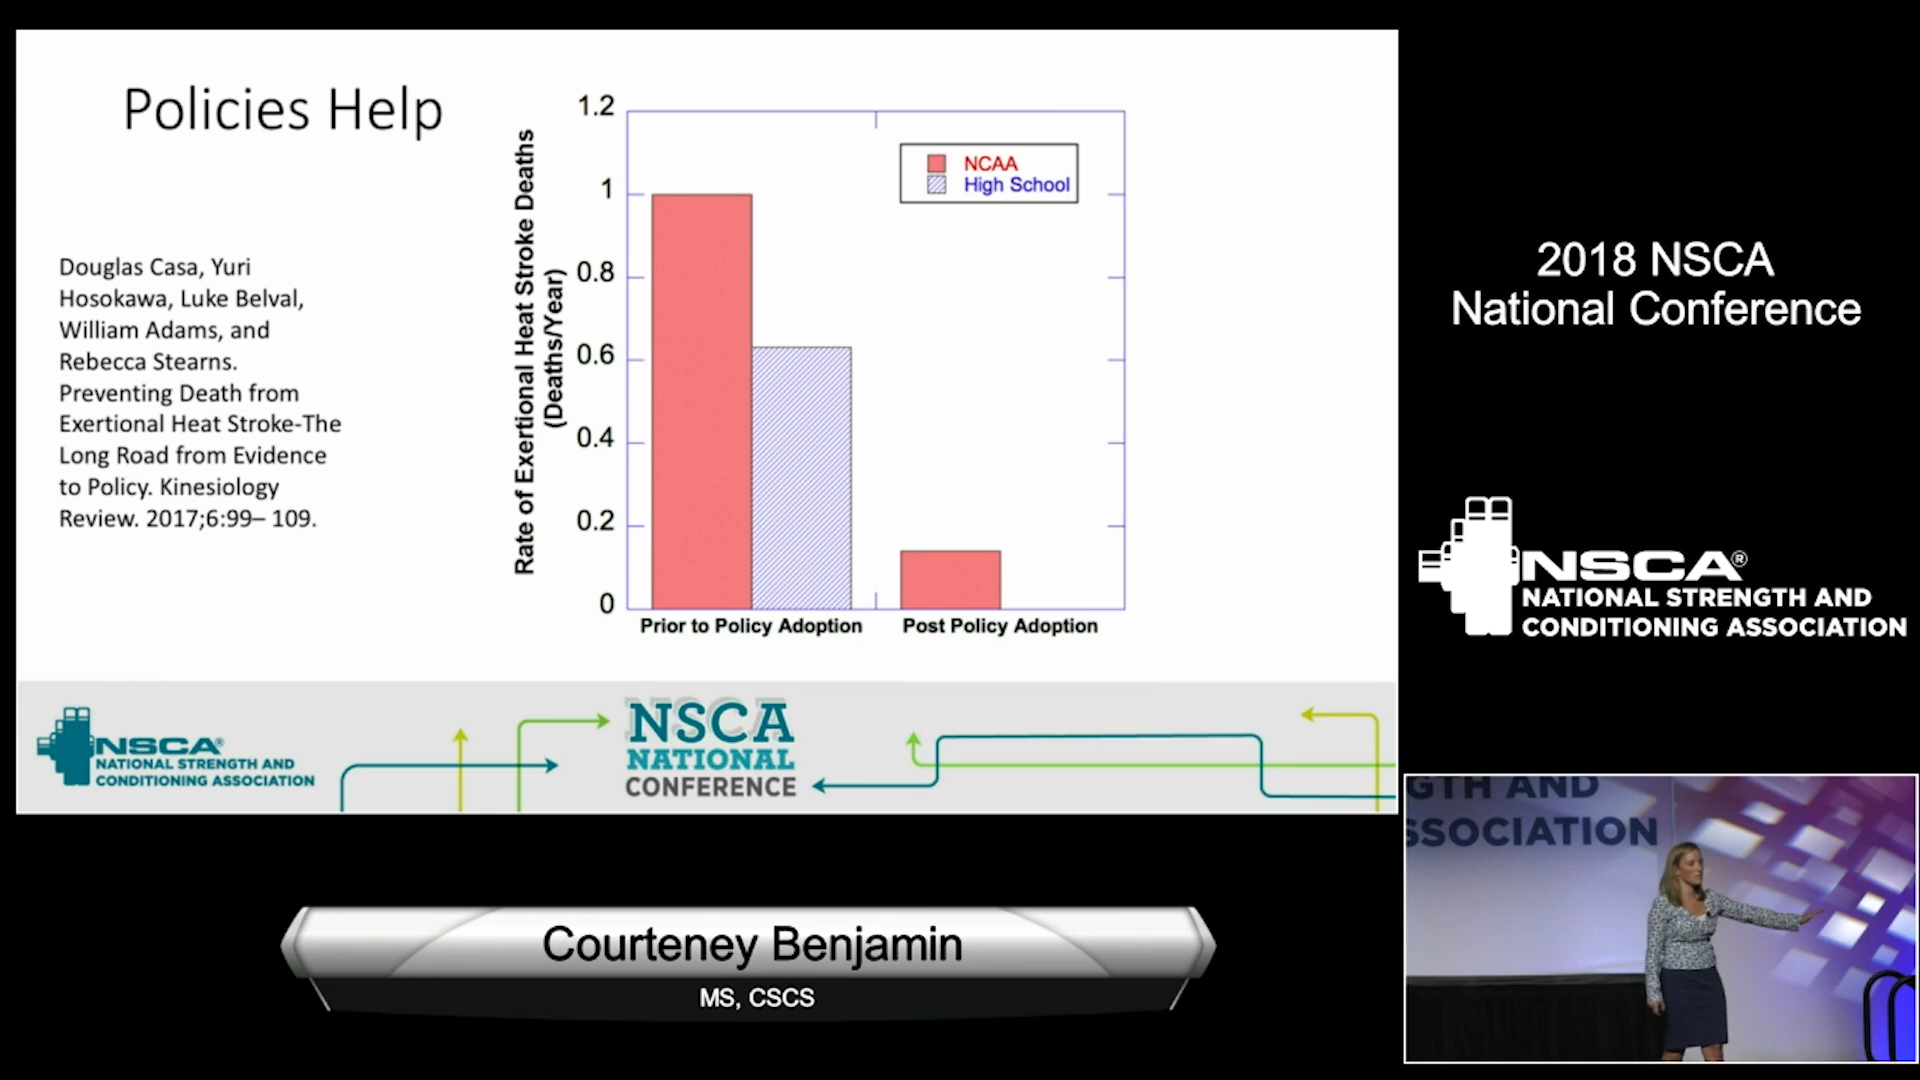 Policies Help
Douglas Casa, Yuri
Hosokawa, Luke Belval,
William Adams, and
Rebecca Stearns.
Preventing Death from
Exertional Heat Stroke-The
Long Road from Evidence
to Policy. Kinesiology
Review. 2017;6:99– 109.
Rate of Exertional Heat Stroke Deaths
(Deaths/Year)
1.2
1
0.8
0.6
0.4
0.2
0
NCAA
High School
Prior to Policy Adoption
Post Policy Adoption
NSCA®
NATIONAL STRENGTH AND
CONDITIONING ASSOCIATION
NSCA
NATIONAL
CONFERENCE
2018 NSCA
National Conference
NSCA®
NATIONAL STRENGTH AND
CONDITIONING ASSOCIATION
GTH AND
SSOCIATION
Courteney Benjamin
MS, CSCS